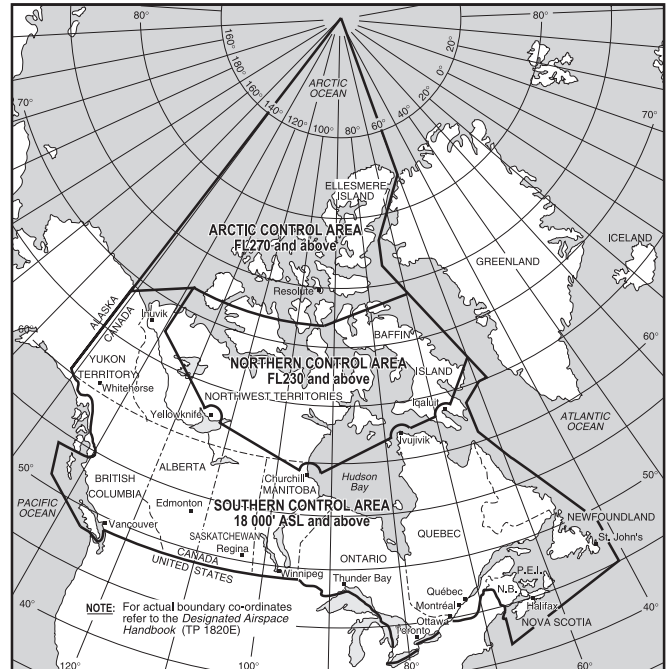 80°
80°
160°
160°
140°
120°
100°
80°
60°
40°
20°
0°
20°
ARCTIC
OCEAN
70°
70°
ELLESMERE
ISLAND
ARCTIC CONTROL AREA
FL270 and above
ICELAND
GREENLAND
Resolute
ALASKA
CANADA
Inuvik
60°
60°
BAFFIN
ISLAND
NORTHERN CONTROL AREA
FL230 and above
YUKON
TERRITORY
Whitehorse
NORTHWEST TERRITORIES
Yellowknife
Iqaluit
ATLANTIC
OCEAN
Ivujivik
50°
50°
ALBERTA
BRITISH
COLUMBIA
Churchill
MANITOBA
Hudson
Bay
PACIFIC
OCEAN
Edmonton
SOUTHERN CONTROL AREA
18 000' ASL and above
NEWFOUNDLAND
St. John's
Vancouver
SASKATCHEWAN
Regina
QUEBEC
CANADA
UNITED STATES
Winnipeg
ONTARIO
Thunder Bay
P.E.I.
N.B.
Québec
Montréal
Halifax
Ottawa
NOVA SCOTIA
Toronto
40°
40°
NOTE: For actual boundary co-ordinates
refer to the Designated Airspace
Handbook (TP 1820E)
120°
100°
80°
60°